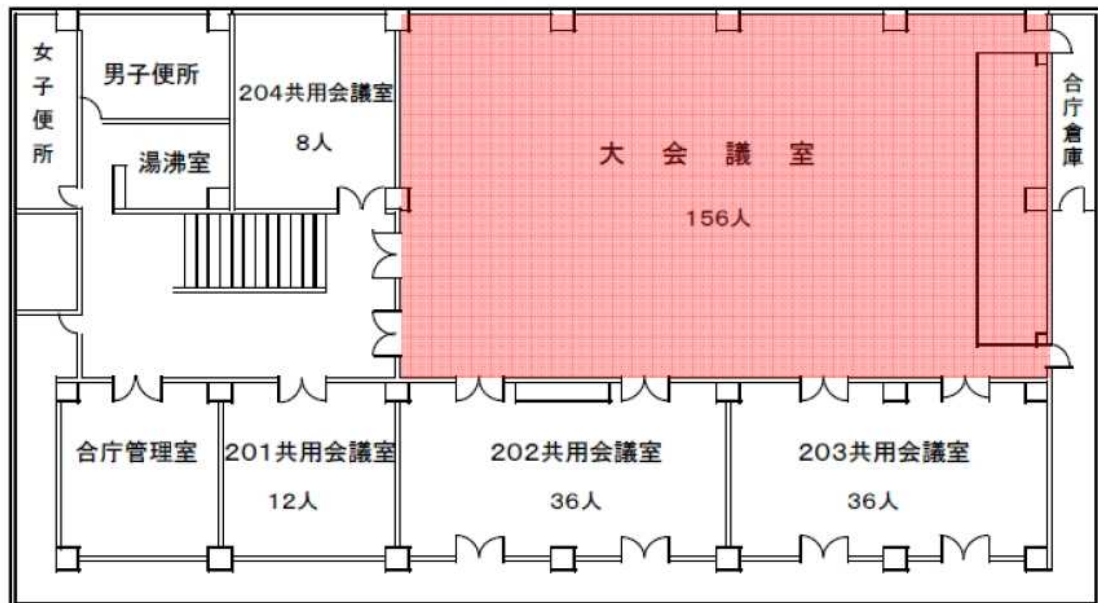 女子便所
男子便所
湯沸室
204共用会議室
8人
大会議室
156人
合庁倉庫
合庁管理室
201共用会議室
12人
202共用会議室
36人
203共用会議室
36人